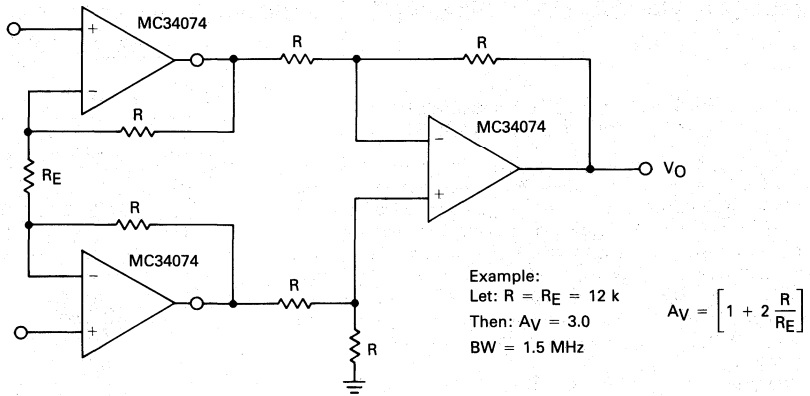 MC34074
+
−
R
R
R
MC34074
−
+
VO
RE
R
MC34074
−
+
R
R
Example:
Let: R = RE = 12 k
Then: AV = 3.0
BW = 1.5 MHz
AV = [1 + 2 R/RE]